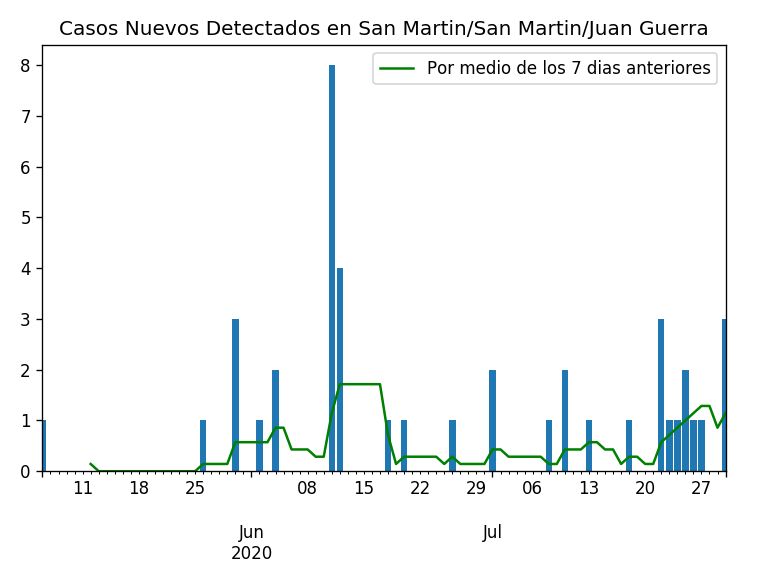 Casos Nuevos Detectados en San Martin/San Martin/Juan Guerra
Por medio de los 7 dias anteriores
8
7
6
5
4
3
2
1
0
11 18 25 08 15 22 29 06 13 20 27
Jun Jul
2020